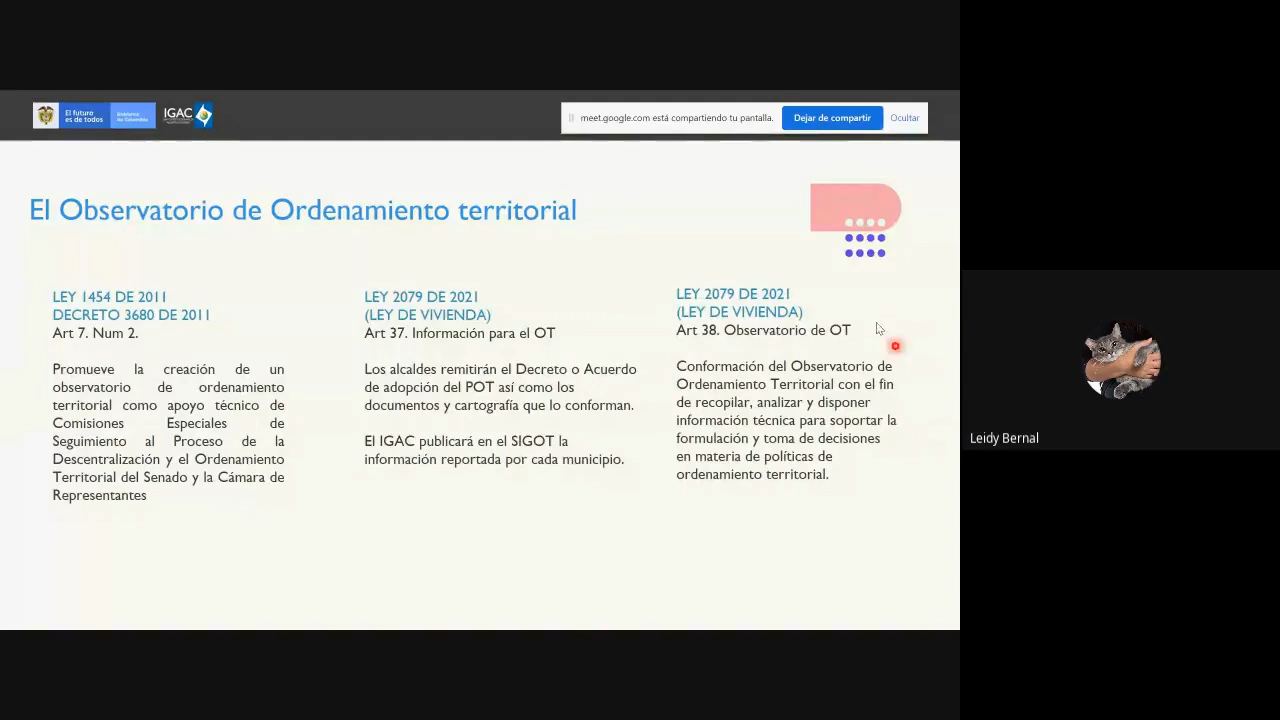 El futuro
es de todos
IGAC
meet.google.com está compartiendo tu pantalla.
Dejar de compartir
Ocultar
El Observatorio de Ordenamiento territorial
LEY 1454 DE 2011
DECRETO 3680 DE 2011
Art 7. Num 2.
Promueve la creación de un
observatorio de ordenamiento
territorial como apoyo técnico de
Comisiones Especiales de
Seguimiento al Proceso de la
Descentralización y el Ordenamiento
Territorial del Senado y la Cámara de
Representantes
LEY 2079 DE 2021
(LEY DE VIVIENDA)
Art 37. Información para el OT
Los alcaldes remitirán el Decreto o Acuerdo
de adopción del POT así como los
documentos y cartografía que lo conforman.
El IGAC publicará en el SIGOT la
información reportada por cada municipio.
LEY 2079 DE 2021
(LEY DE VIVIENDA)
Art 38. Observatorio de OT
Conformación del Observatorio de
Ordenamiento Territorial con el fin
de recopilar, analizar y disponer
información técnica para soportar la
formulación y toma de decisiones
en materia de políticas de
ordenamiento territorial.
Leidy Bernal